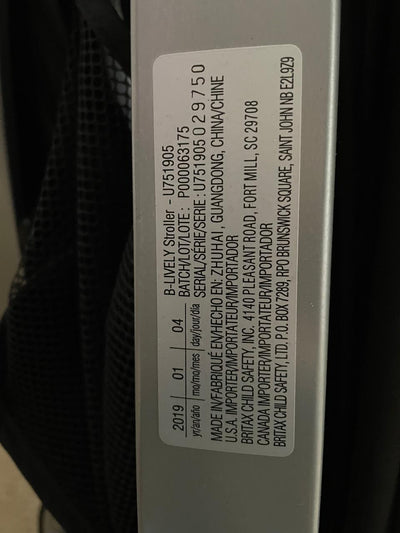 B-LIVELY Stroller - U751905
2019 01 04 BATCH/LOT/LOTE: P000063175
yr/an/año mo/mo/mes day/jour/día SERIAL/SÉRIE/SERIE: U751905029750
MADE IN/FABRIQUÉ EN/HECHO EN: ZHUHAI, GUANGDONG, CHINA/CHINE
U.S.A. IMPORTER/IMPORTATEUR/IMPORTADOR
BRITAX CHILD SAFETY, INC. 4140 PLEASANT ROAD, FORT MILL, SC 29708
CANADA IMPORTER/IMPORTATEUR/IMPORTADOR
BRITAX CHILD SAFETY, LTD, P.O. BOX 7289, RPO BRUNSWICK SQUARE, SAINT JOHN NB E2L9Z9